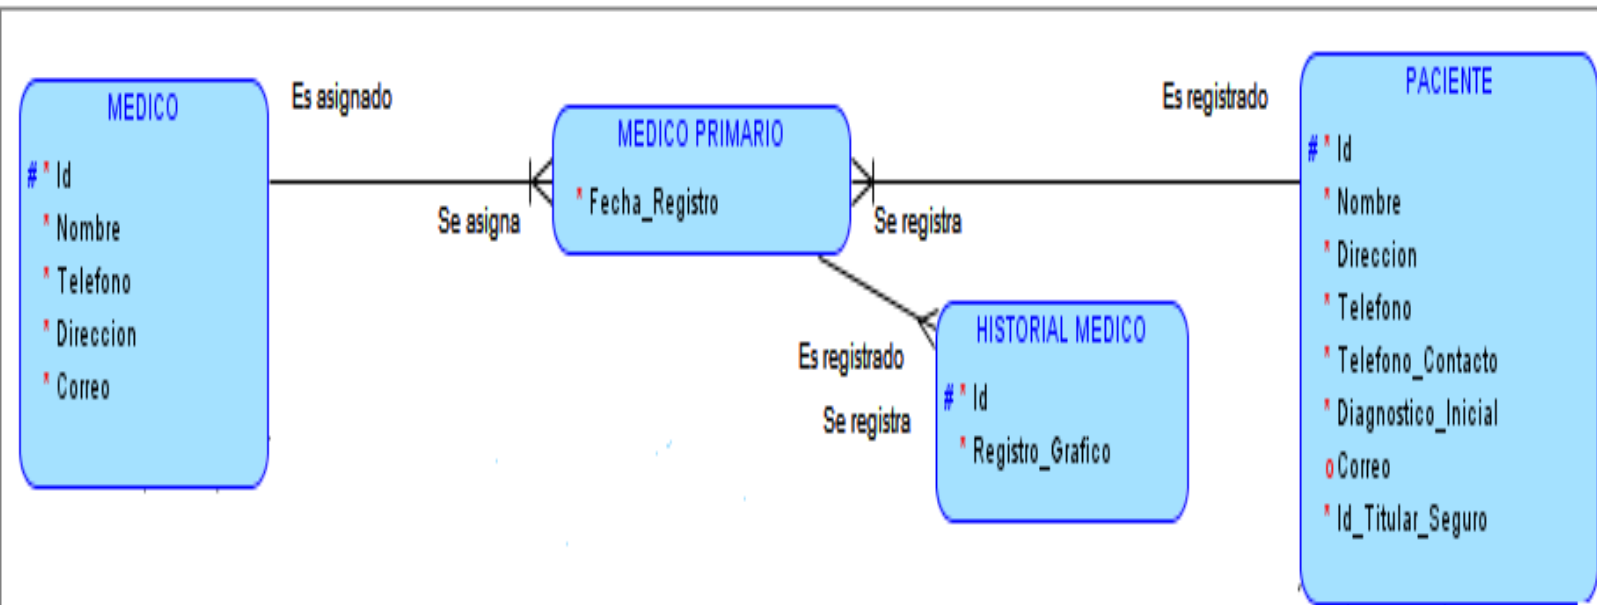 MEDICO
# * Id
* Nombre
* Telefono
* Direccion
* Correo
Es asignado
Se asigna
MEDICO PRIMARIO
* Fecha_Registro
Es registrado
Se registra
Es registrado
Se registra
HISTORIAL MEDICO
# * Id
* Registro_Grafico
PACIENTE
# * Id
* Nombre
* Direccion
* Telefono
* Telefono_Contacto
* Diagnostico_Inicial
o Correo
* Id_Titular_Seguro